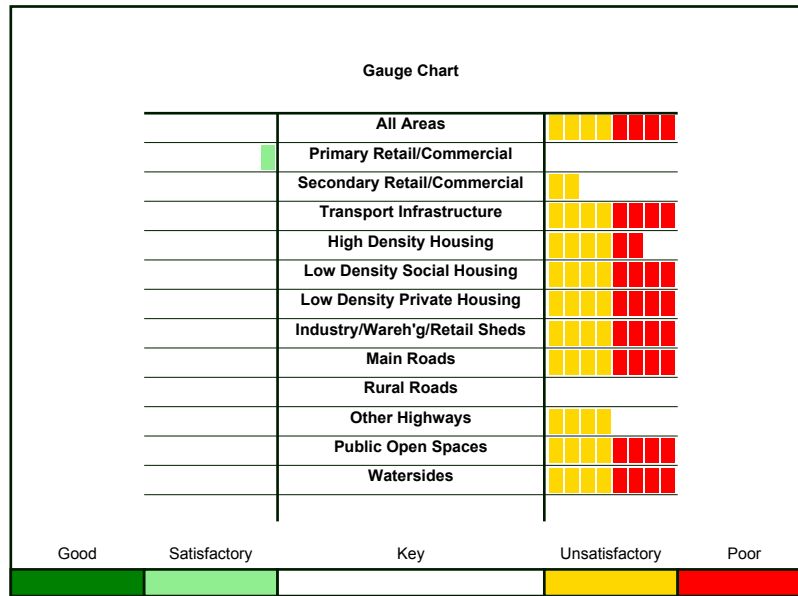 Gauge Chart
All Areas
Primary Retail/Commercial
Secondary Retail/Commercial
Transport Infrastructure
High Density Housing
Low Density Social Housing
Low Density Private Housing
Industry/Wareh'g/Retail Sheds
Main Roads
Rural Roads
Other Highways
Public Open Spaces
Watersides
Good Satisfactory Key Unsatisfactory Poor